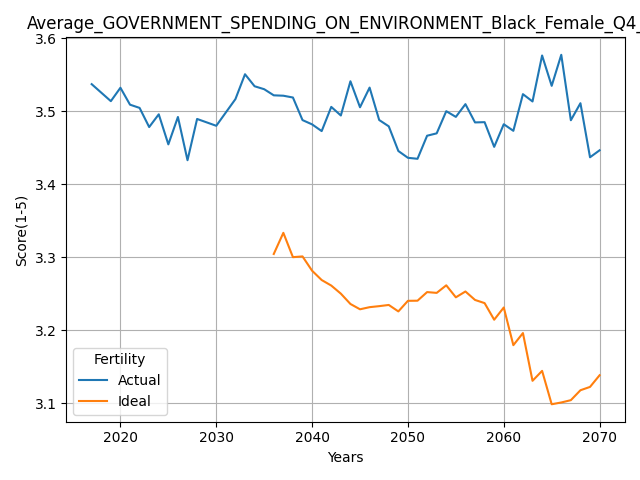 Average_GOVERNMENT_SPENDING_ON_ENVIRONMENT_Black_Female_Q4_
3.6
3.5
3.4
3.3
3.2
3.1
Score(1-5)
Fertility
Actual
Ideal
2020 2030 2040 2050 2060 2070
Years